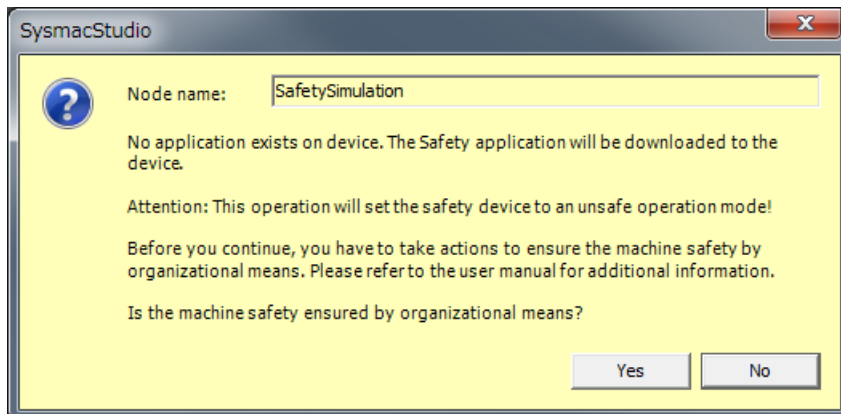 SysmacStudio
Node name: SafetySimulation
No application exists on device. The Safety application will be downloaded to the
device.
Attention: This operation will set the safety device to an unsafe operation mode!
Before you continue, you have to take actions to ensure the machine safety by
organizational means. Please refer to the user manual for additional information.
Is the machine safety ensured by organizational means?
Yes No